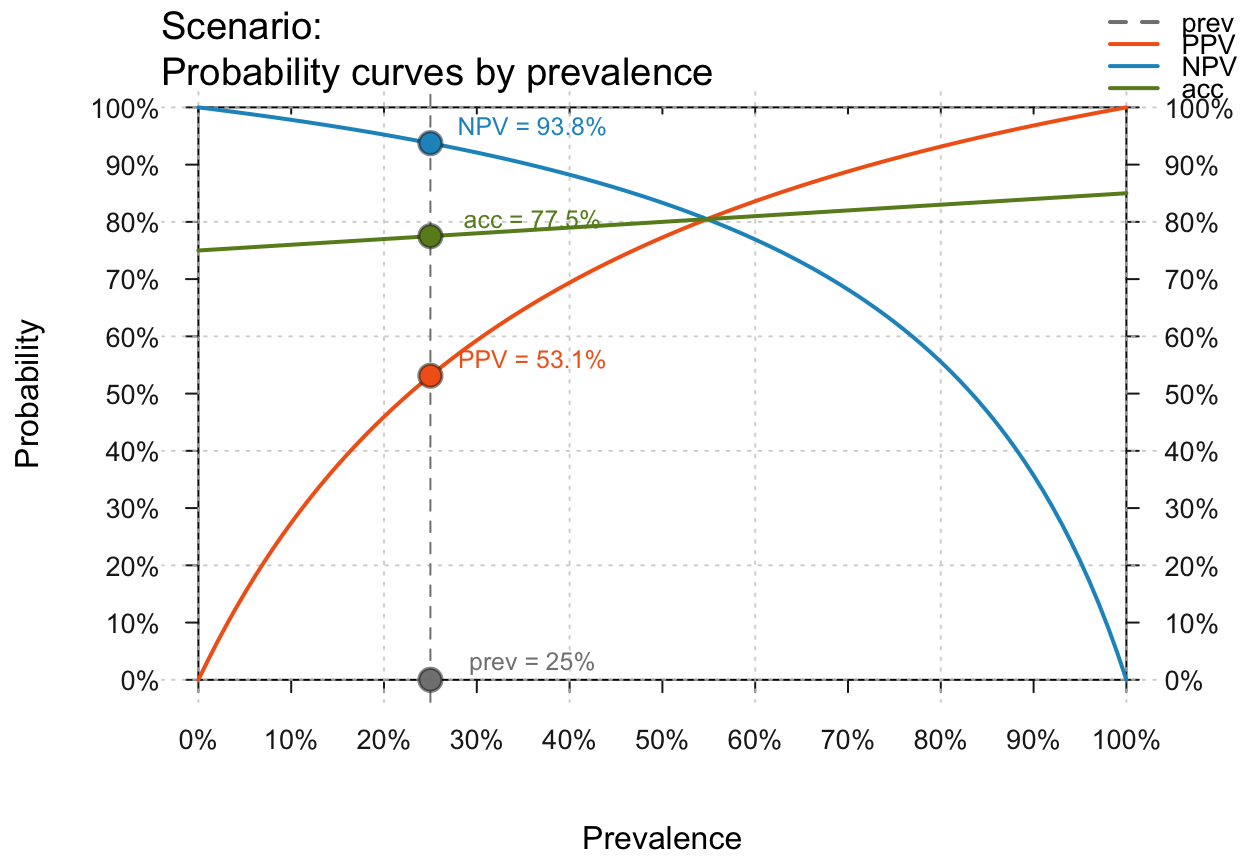 Scenario:
Probability curves by prevalence
prev
PPV
NPV
acc
100%
90%
80%
70%
60%
50%
40%
30%
20%
10%
0%
Probability
NPV = 93.8%
acc = 77.5%
PPV = 53.1%
prev = 25%
100%
90%
80%
70%
60%
50%
40%
30%
20%
10%
0%
0% 10% 20% 30% 40% 50% 60% 70% 80% 90% 100%
Prevalence